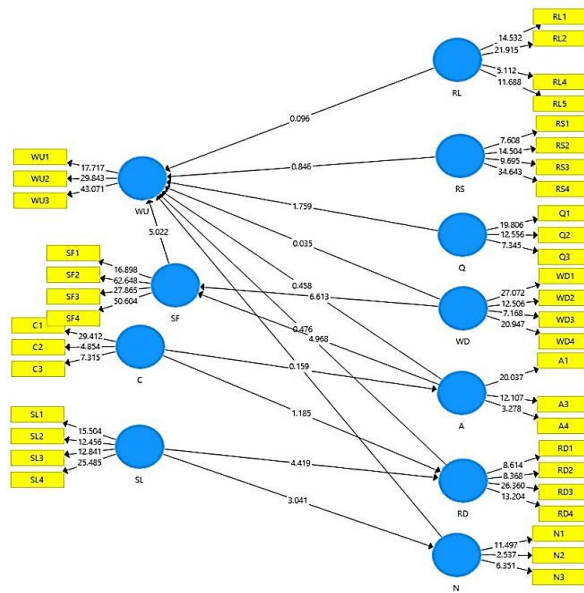 RL1
14.532
RL2
21.915
5.112
RL4
11.688
RL5
RL
0.096
RS1
7.608
RS2
14.504
9.695
RS3
34.643
RS4
RS
0.846
WU1
17.717
WU2
29.843
WU3
43.071
WU
1.759
Q1
19.806
12.556
Q2
7.345
Q3
Q
0.035
5.022
SF1
16.898
SF2
62.648
SF3
27.865
SF4
50.604
SF
0.458
6.613
WD1
27.072
12.506
WD2
7.168
WD3
20.947
WD4
WD
0.476
4.968
C1
29.412
C2
4.854
C3
7.315
C
0.159
A1
20.037
12.107
A3
3.278
A4
A
1.185
SL1
15.504
SL2
12.456
SL3
12.841
SL4
25.485
SL
4.419
RD1
8.614
8.368
RD2
26.360
RD3
13.204
RD4
RD
3.041
N1
11.497
2.537
N2
6.351
N3
N